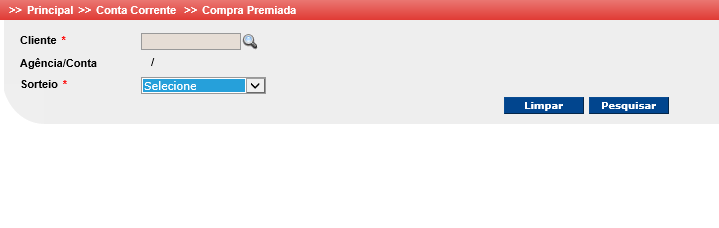 >> Principal >> Conta Corrente >> Compra Premiada
Cliente *
Agência/Conta /
Sorteio * Selecione
Limpar Pesquisar